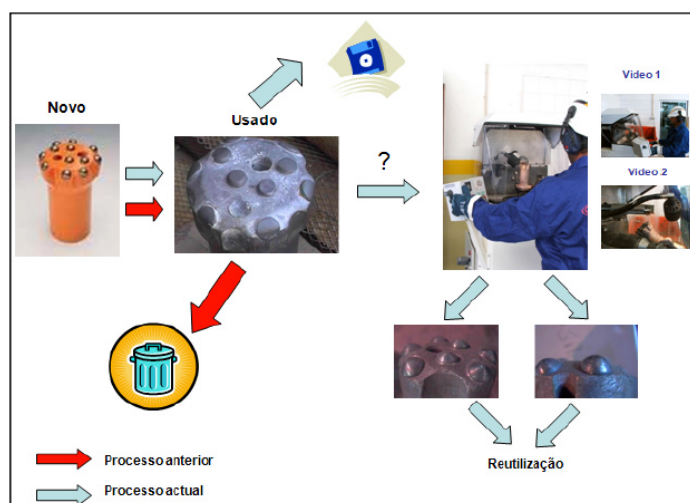 Novo
Usado
?
Video 1
Video 2
Reutilização
Processo anterior
Processo actual